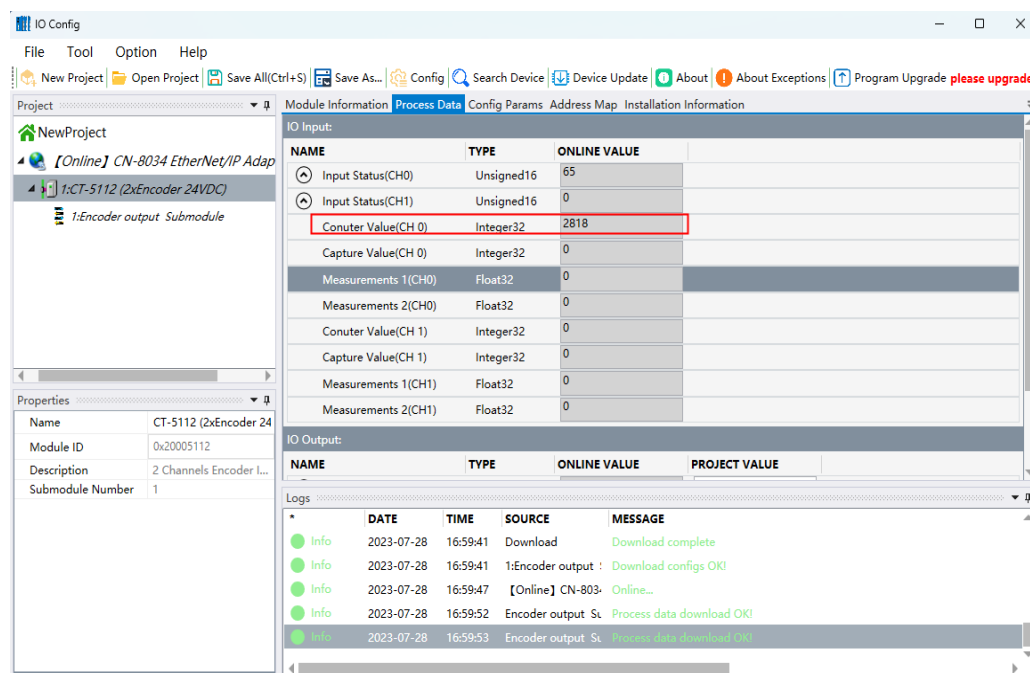 IO Config
File Tool Option Help
New Project Open Project Save All(Ctrl+S) Save As... Config Search Device Device Update About About Exceptions Program Upgrade please upgrade
Project
NewProject
【Online】CN-8034 EtherNet/IP Adap
1:CT-5112 (2xEncoder 24VDC)
1:Encoder output Submodule
Properties
Name CT-5112 (2xEncoder 24
Module ID 0x20005112
Description 2 Channels Encoder I...
Submodule Number 1
Module Information Process Data Config Params Address Map Installation Information
IO Input:
NAME TYPE ONLINE VALUE
Input Status(CH0) Unsigned16 65
Input Status(CH1) Unsigned16 0
Conuter Value(CH 0) Integer32 2818
Capture Value(CH 0) Integer32 0
Measurements 1(CH0) Float32 0
Measurements 2(CH0) Float32 0
Conuter Value(CH 1) Integer32 0
Capture Value(CH 1) Integer32 0
Measurements 1(CH1) Float32 0
Measurements 2(CH1) Float32 0
IO Output:
NAME TYPE ONLINE VALUE PROJECT VALUE
Logs
* DATE TIME SOURCE MESSAGE
Info 2023-07-28 16:59:41 Download Download complete
Info 2023-07-28 16:59:41 1:Encoder output Download configs OK!
Info 2023-07-28 16:59:47 【Online】CN-803 Online...
Info 2023-07-28 16:59:52 Encoder output Su Process data download OK!
Info 2023-07-28 16:59:53 Encoder output Su Process data download OK!